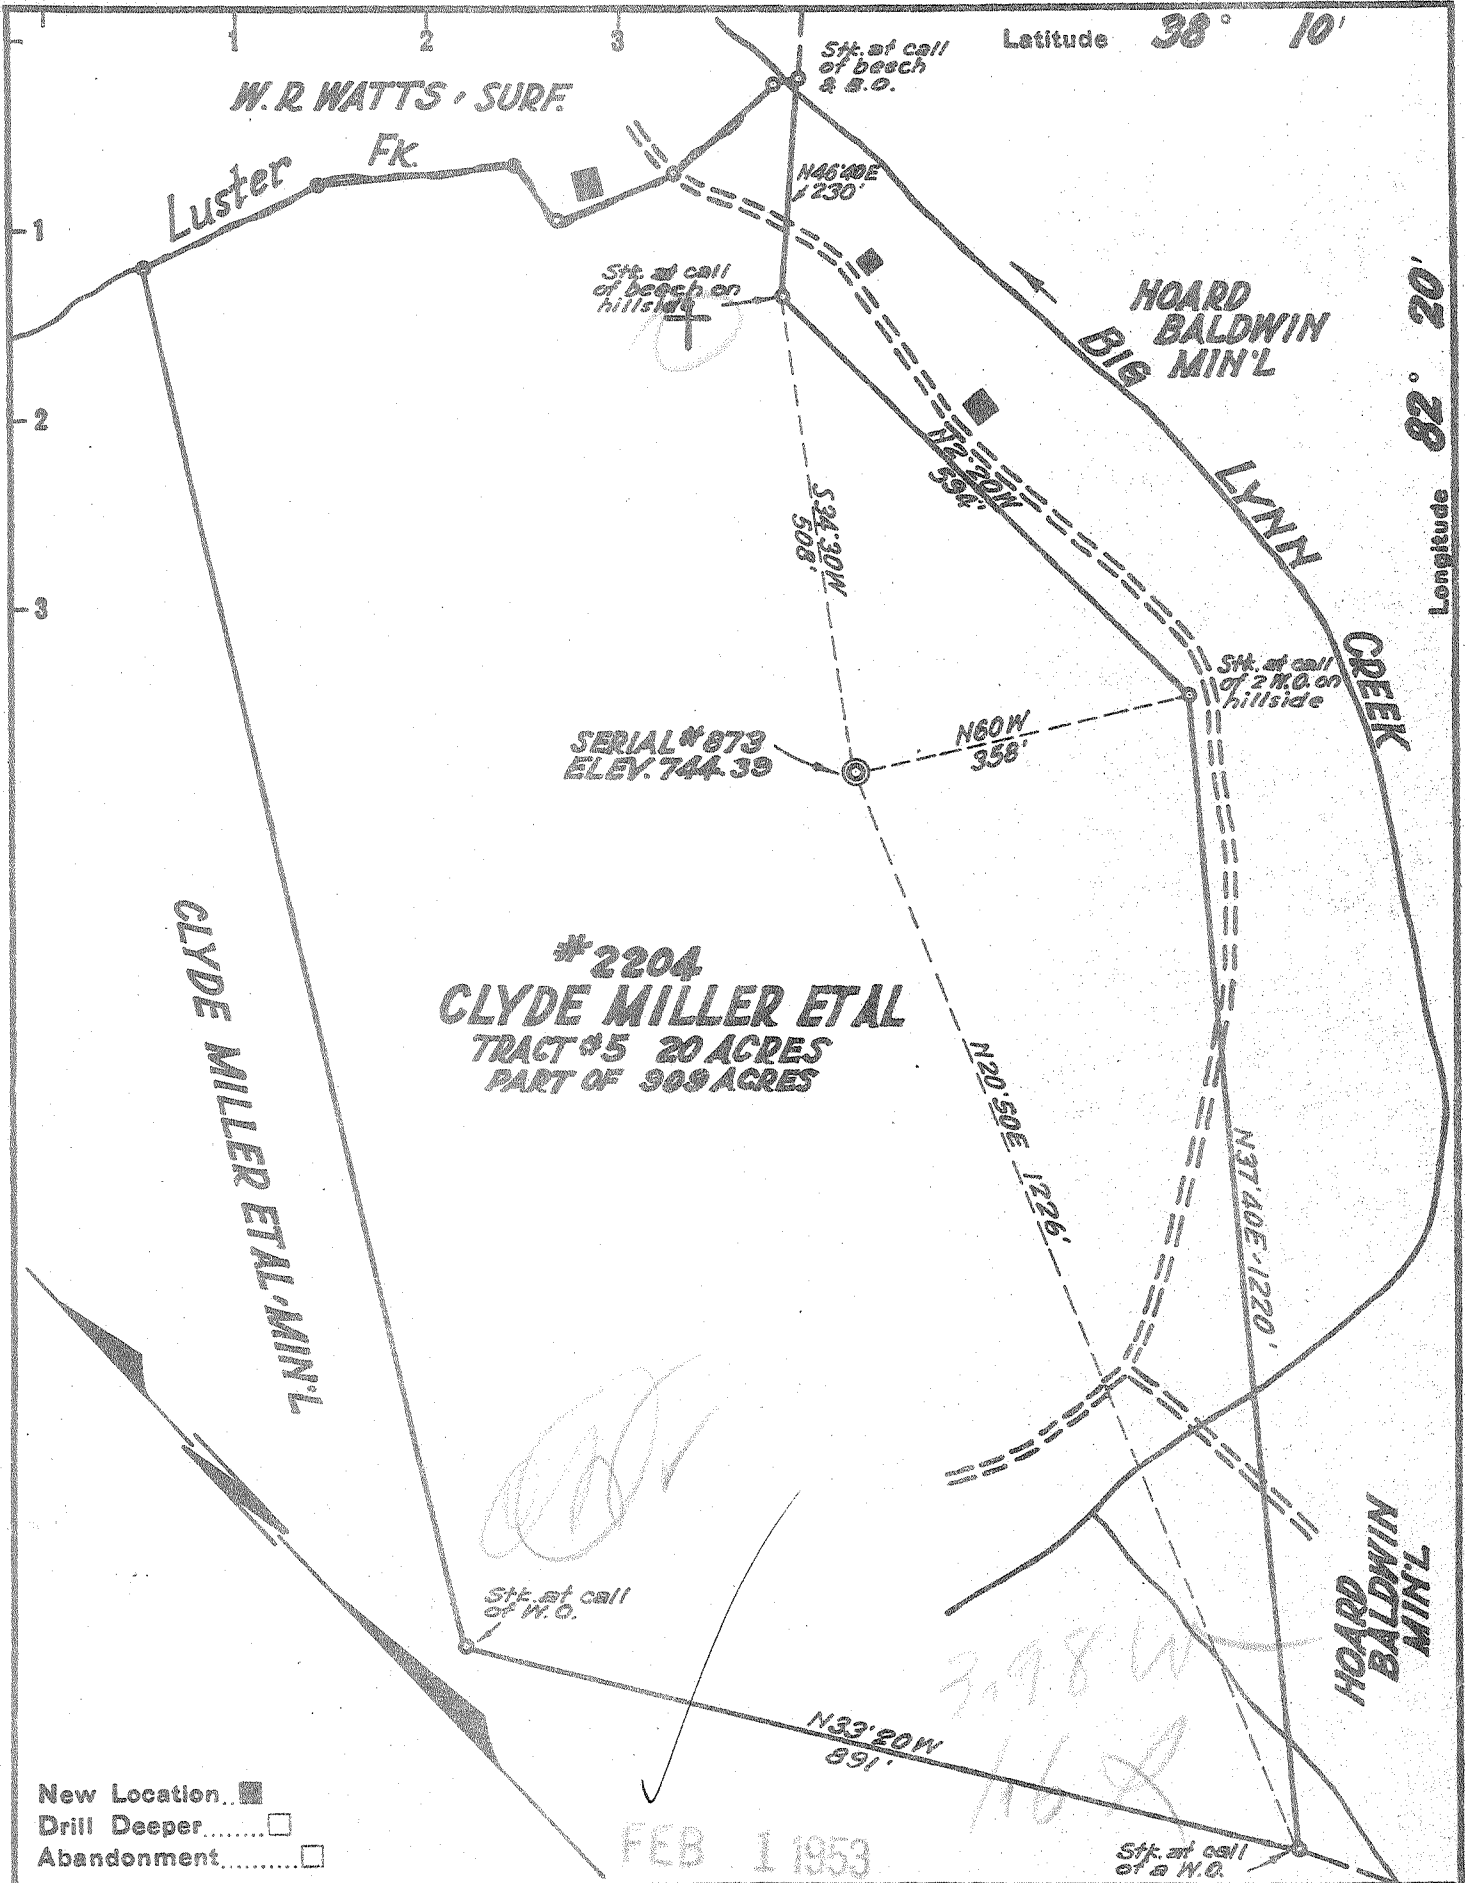 1 2 3
Latitude 38° 10'
Stk. at call
of beech
& B.O.
W. R WATTS · SURF.
Luster Fk.
N46°40E
230'
1
Stk. at call
of beech on
hillside
HOARD
BALDWIN
MIN'L
Longitude 82° 20'
BIG LYNN CREEK
2
N2°20W
594'
S34°30W
508'
3
Stk. at call
of 2 W.O. on
hillside
N60W
358'
SERIAL #873
ELEV. 744.39
#2204
CLYDE MILLER ETAL
TRACT #5 20 ACRES
PART OF 909 ACRES
CLYDE MILLER ETAL·MIN'L
N20°50E 1226'
N37°40E·1220'
HOARD
BALDWIN
MIN'L
Stk. at call
of W.O.
N33°20W
891'
New Location..
Drill Deeper........
Abandonment..........
FEB 1 1953
Stk. at call
of a W.O.